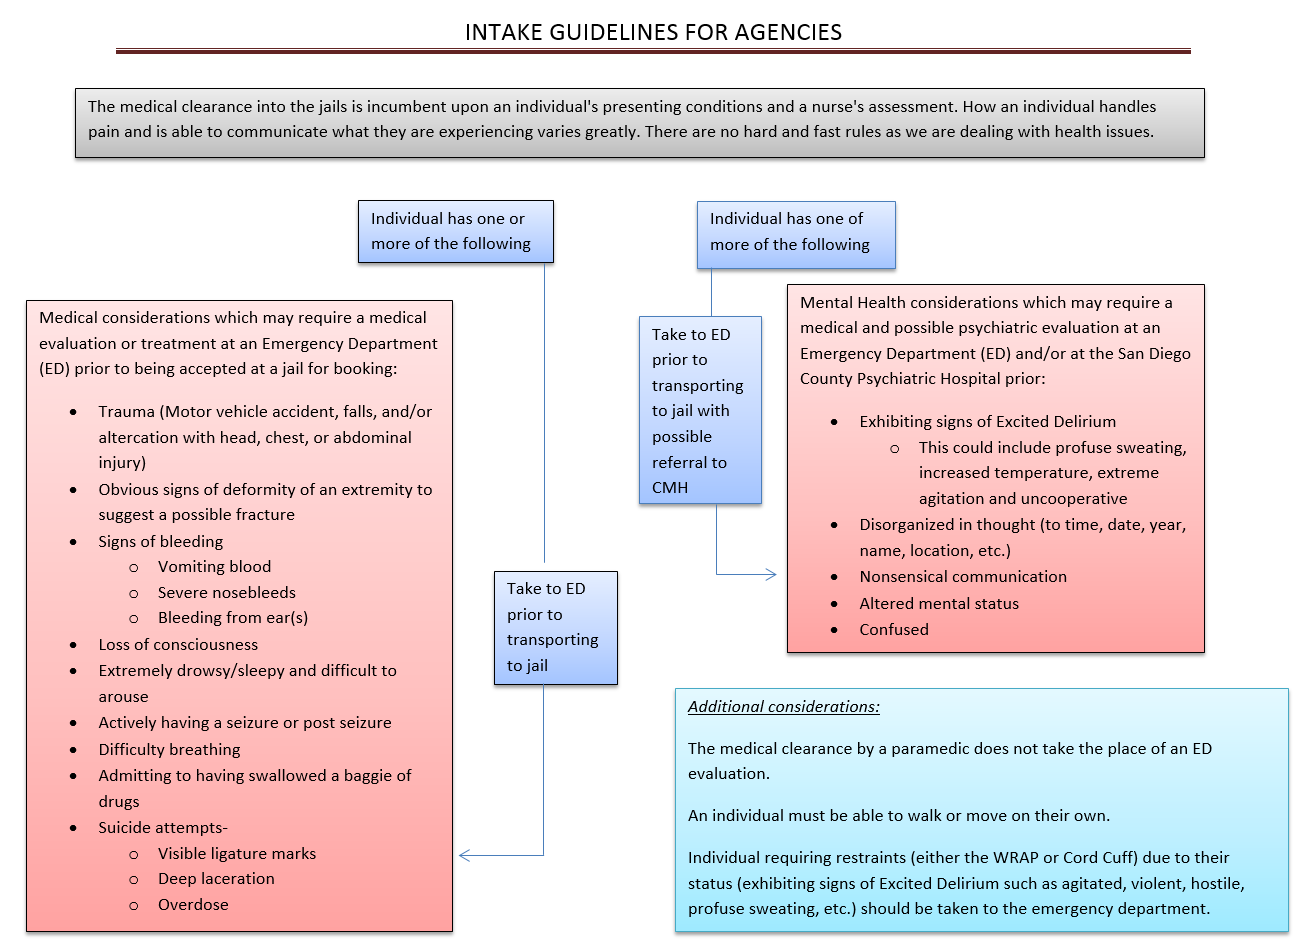 INTAKE GUIDELINES FOR AGENCIES
The medical clearance into the jails is incumbent upon an individual's presenting conditions and a nurse's assessment. How an individual handles
pain and is able to communicate what they are experiencing varies greatly. There are no hard and fast rules as we are dealing with health issues.
Individual has one or
more of the following
Individual has one of
more of the following
Medical considerations which may require a medical
evaluation or treatment at an Emergency Department
(ED) prior to being accepted at a jail for booking:
• Trauma (Motor vehicle accident, falls, and/or
altercation with head, chest, or abdominal
injury)
• Obvious signs of deformity of an extremity to
suggest a possible fracture
• Signs of bleeding
o Vomiting blood
o Severe nosebleeds
o Bleeding from ear(s)
• Loss of consciousness
• Extremely drowsy/sleepy and difficult to
arouse
• Actively having a seizure or post seizure
• Difficulty breathing
• Admitting to having swallowed a baggie of
drugs
• Suicide attempts-
o Visible ligature marks
o Deep laceration
o Overdose
Take to ED
prior to
transporting
to jail
Take to ED
prior to
transporting
to jail with
possible
referral to
CMH
Mental Health considerations which may require a
medical and possible psychiatric evaluation at an
Emergency Department (ED) and/or at the San Diego
County Psychiatric Hospital prior:
• Exhibiting signs of Excited Delirium
o This could include profuse sweating,
increased temperature, extreme
agitation and uncooperative
• Disorganized in thought (to time, date, year,
name, location, etc.)
• Nonsensical communication
• Altered mental status
• Confused
Additional considerations:
The medical clearance by a paramedic does not take the place of an ED
evaluation.
An individual must be able to walk or move on their own.
Individual requiring restraints (either the WRAP or Cord Cuff) due to their
status (exhibiting signs of Excited Delirium such as agitated, violent, hostile,
profuse sweating, etc.) should be taken to the emergency department.